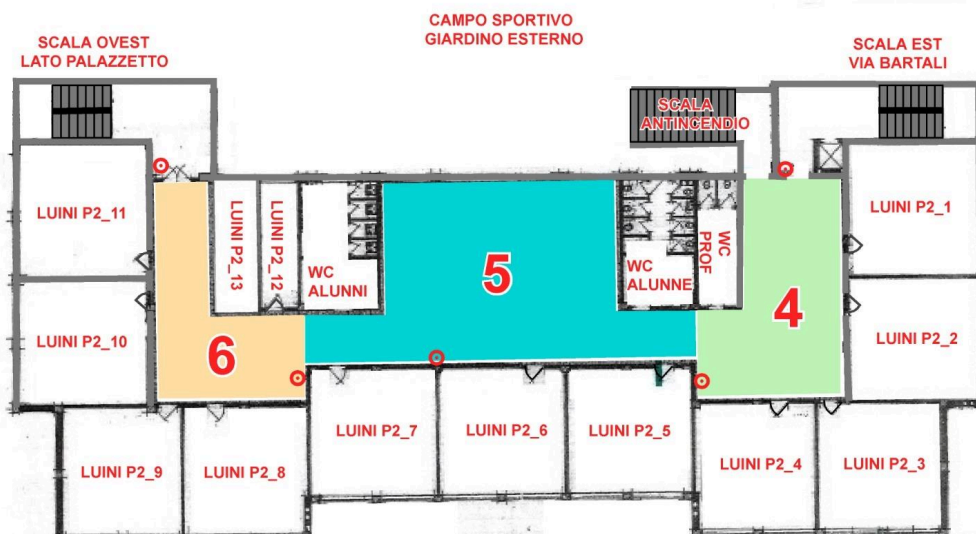 CAMPO SPORTIVO
GIARDINO ESTERNO
SCALA OVEST
LATO PALAZZETTO
SCALA EST
VIA BARTALI
SCALA
ANTINCENDIO
LUINI P2_11
LUINI P2_13
LUINI P2_12
WC
ALUNNI
5
WC
ALUNNE
WC
PROF
4
LUINI P2_1
LUINI P2_10
6
LUINI P2_2
LUINI P2_7
LUINI P2_6
LUINI P2_5
LUINI P2_9
LUINI P2_8
LUINI P2_4
LUINI P2_3